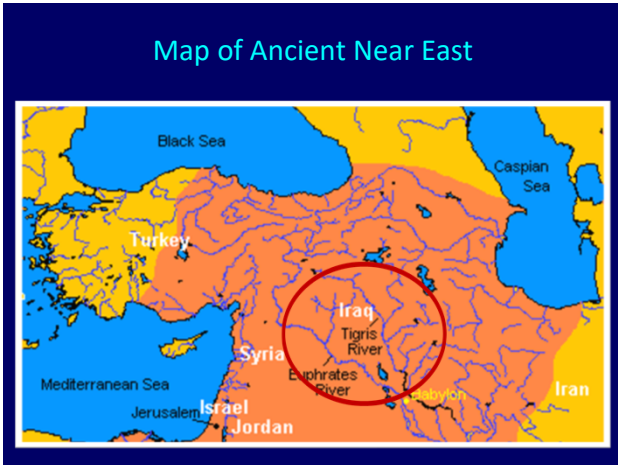 Map of Ancient Near East
Black Sea
Caspian
Sea
Turkey
Iraq
Tigris
River
Syria
Euphrates
River
Mediterranean Sea
Babylon
Iran
Jerusalem
Israel
Jordan